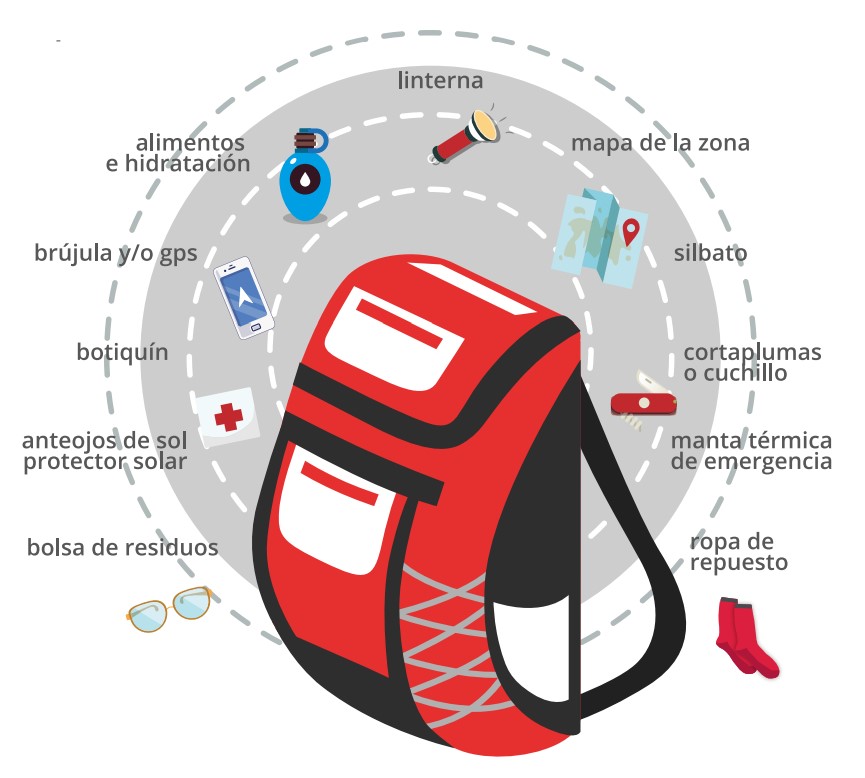 linterna
alimentos
e hidratación
mapa de la zona
brújula y/o gps
silbato
botiquín
cortaplumas
o cuchillo
anteojos de sol
protector solar
manta térmica
de emergencia
bolsa de residuos
ropa de
repuesto